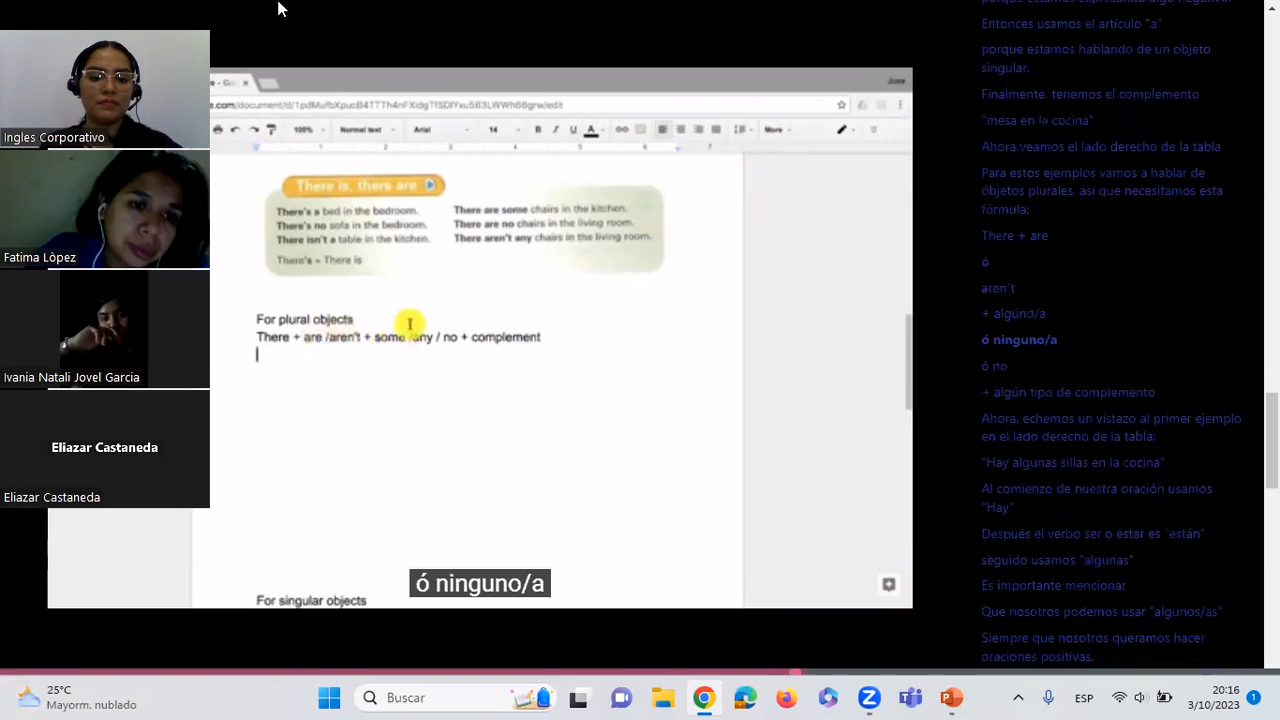 Ingles Corporativo
Fatima Lòpez
Ivania Natali Jovel Garcia
Eliazar Castaneda
Eliazar Castaneda
100%
Normal text
Arial
14
More
There is, there are
There's a bed in the bedroom.
There's no sofa in the bedroom.
There isn't a table in the kitchen.
There's = There is
There are some chairs in the kitchen.
There are no chairs in the living room.
There aren't any chairs in the living room.
For plural objects
There + are /aren't + some /any / no + complement
For singular objects
ó ninguno/a
Entonces usamos el artículo "a"
porque estamos hablando de un objeto
singular.
Finalmente, tenemos el complemento
"mesa en la cocina"
Ahora,veamos el lado derecho de la tabla
Para estos ejemplos vamos a hablar de
objetos plurales, así que necesitamos esta
fórmula:
There + are
ó
aren´t
+ algúno/a
ó ninguno/a
ó no
+ algún tipo de complemento
Ahora, echemos un vistazo al primer ejemplo
en el lado derecho de la tabla:
"Hay algunas sillas en la cocina"
Al comienzo de nuestra oración usamos
"Hay"
Después el verbo ser o estar es ¨están"
seguido usamos "algunas"
Es importante mencionar
Que nosotros podemos usar "algunos/as"
Siempre que nosotros queramos hacer
oraciones positivas.
25°C
Mayorm. nublado
Buscar
ESP
20:16
3/10/2023
1